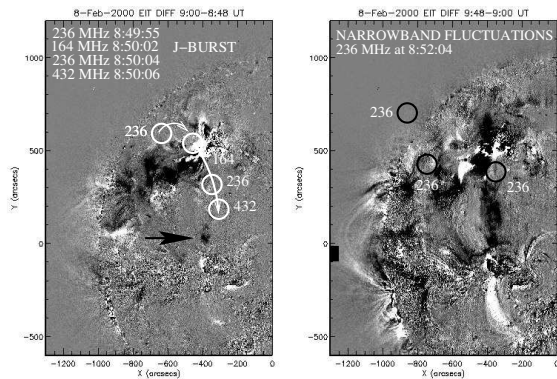 8-Feb-2000 EIT DIFF 9:00-8:48 UT
236 MHz 8:49:55
164 MHz 8:50:02
236 MHz 8:50:04
432 MHz 8:50:06
J-BURST
236
164
236
432
1000
500
0
-500
Y (arcsecs)
-1200 -1000 -800 -600 -400 -200 0
X (arcsecs)
8-Feb-2000 EIT DIFF 9:48-9:00 UT
NARROWBAND FLUCTUATIONS
236 MHz at 8:52:04
236
236
236
1000
500
0
-500
Y (arcsecs)
-1200 -1000 -800 -600 -400 -200 0
X (arcsecs)